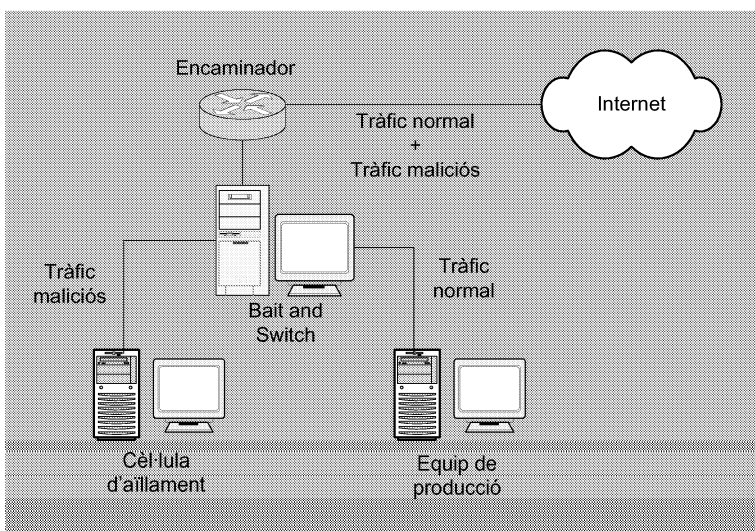 Encaminador
Internet
Tràfic normal
+
Tràfic maliciós
Tràfic
maliciós
Tràfic
normal
Bait and
Switch
Cèl·lula
d'aïllament
Equip de
producció